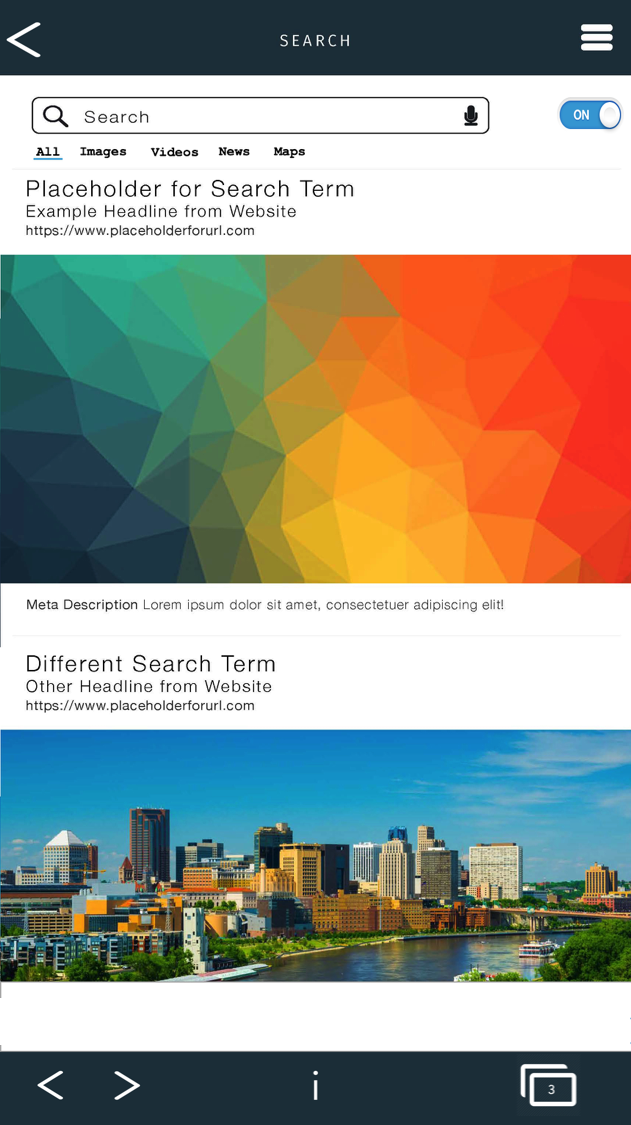 SEARCH
Search
ON
All Images Videos News Maps
Placeholder for Search Term
Example Headline from Website
https://www.placeholderforurl.com
Meta Description Lorem ipsum dolor sit amet, consectetuer adipiscing elit!
Different Search Term
Other Headline from Website
https://www.placeholderforurl.com
i
3